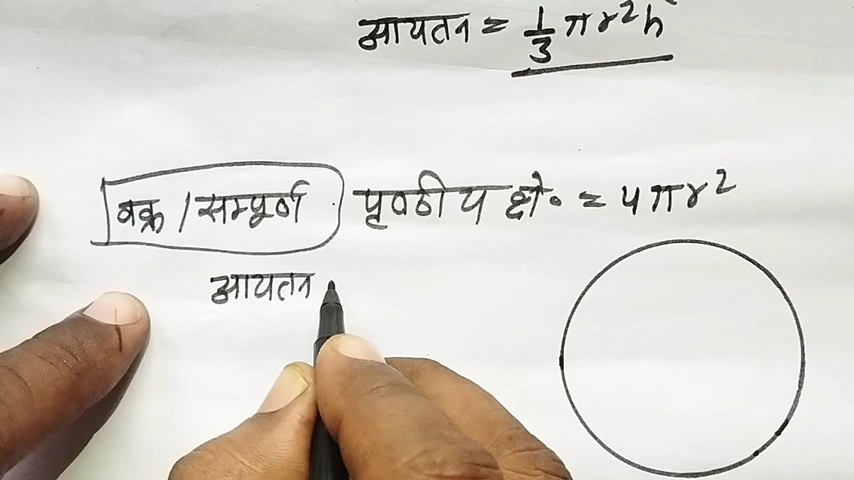 आयतन = 1/3 πr²h
वक्र / सम्पूर्ण पृष्ठीय क्षे॰ = 4πr²
आयतन